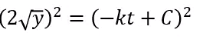 (2√y)² = (−kt + C)²